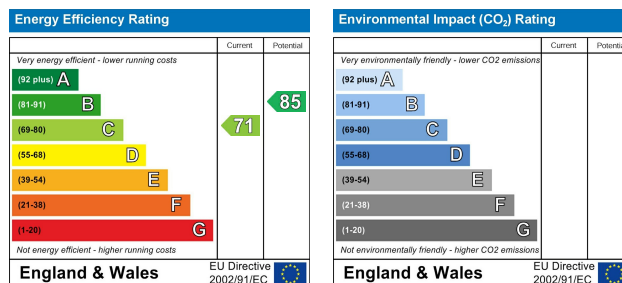 Energy Efficiency Rating
Current Potential
Very energy efficient - lower running costs
(92 plus) A
(81-91) B
85
(69-80) C
71
(55-68) D
(39-54) E
(21-38) F
(1-20) G
Not energy efficient - higher running costs
England & Wales
EU Directive
2002/91/EC
Environmental Impact (CO₂) Rating
Current Potentia
Very environmentally friendly - lower CO2 emissions
(92 plus) A
(81-91) B
(69-80) C
(55-68) D
(39-54) E
(21-38) F
(1-20) G
Not environmentally friendly - higher CO2 emissions
England & Wales
EU Directive
2002/91/EC